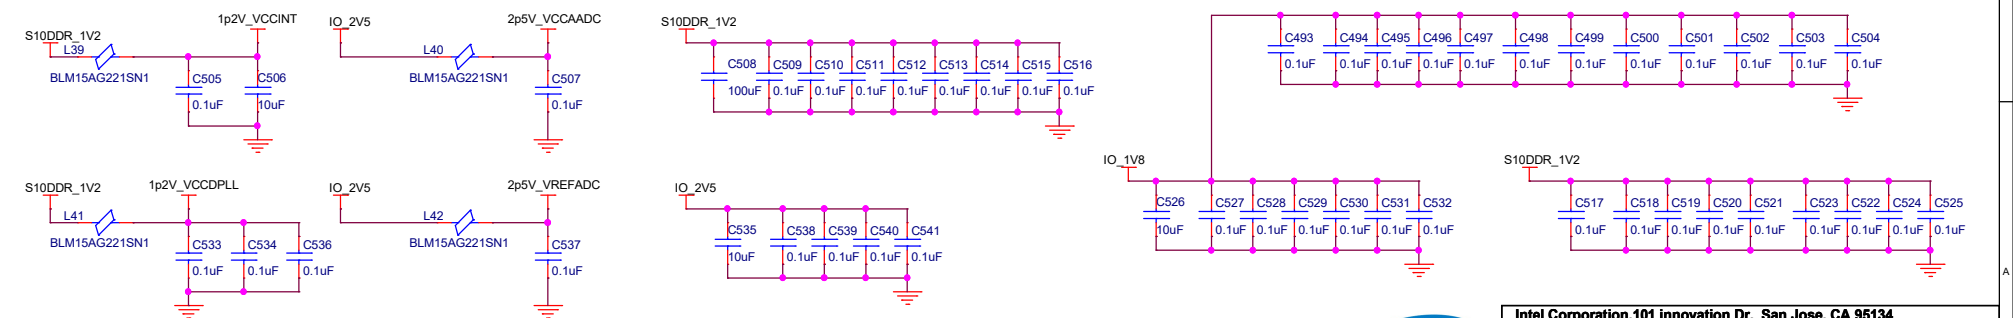 1p2V_VCCINT
IO_2V5
2p5V_VCCAADC
S10DDR_1V2
S10DDR_1V2
L39
L40
BLM15AG221SN1
BLM15AG221SN1
C505
C506
C507
0.1uF
10uF
0.1uF
C508 C509 C510 C511 C512 C513 C514 C515 C516
100uF 0.1uF 0.1uF 0.1uF 0.1uF 0.1uF 0.1uF 0.1uF 0.1uF
C493 C494 C495 C496 C497 C498 C499 C500 C501 C502 C503 C504
0.1uF 0.1uF 0.1uF 0.1uF 0.1uF 0.1uF 0.1uF 0.1uF 0.1uF 0.1uF 0.1uF 0.1uF
S10DDR_1V2
1p2V_VCCDPLL
IO_2V5
2p5V_VREFADC
L41
L42
BLM15AG221SN1
BLM15AG221SN1
C533 C534 C536
0.1uF 0.1uF 0.1uF
C537
0.1uF
IO_2V5
C535 C538 C539 C540 C541
10uF 0.1uF 0.1uF 0.1uF 0.1uF
IO_1V8
C526 C527 C528 C529 C530 C531 C532
10uF 0.1uF 0.1uF 0.1uF 0.1uF 0.1uF 0.1uF
S10DDR_1V2
C517 C518 C519 C520 C521 C523 C522 C524 C525
0.1uF 0.1uF 0.1uF 0.1uF 0.1uF 0.1uF 0.1uF 0.1uF 0.1uF
A
Intel Corporation,101 innovation Dr, San Jose, CA 95134